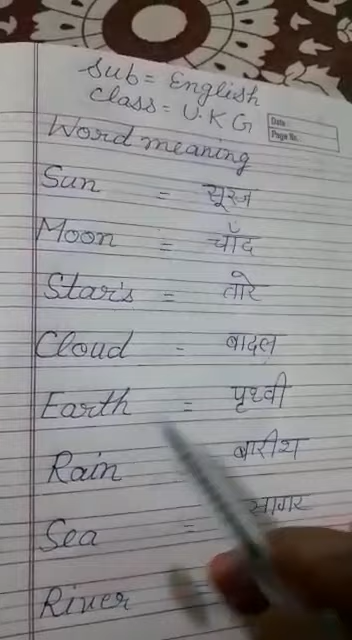 Sub = English
Class = U.K G
Date
Page No.
Word meaning
Sun = सूरज
Moon = चाँद
Star's = तारे
Cloud = बादल
Earth = पृथ्वी
Rain बारीश
Sea = सागर
River